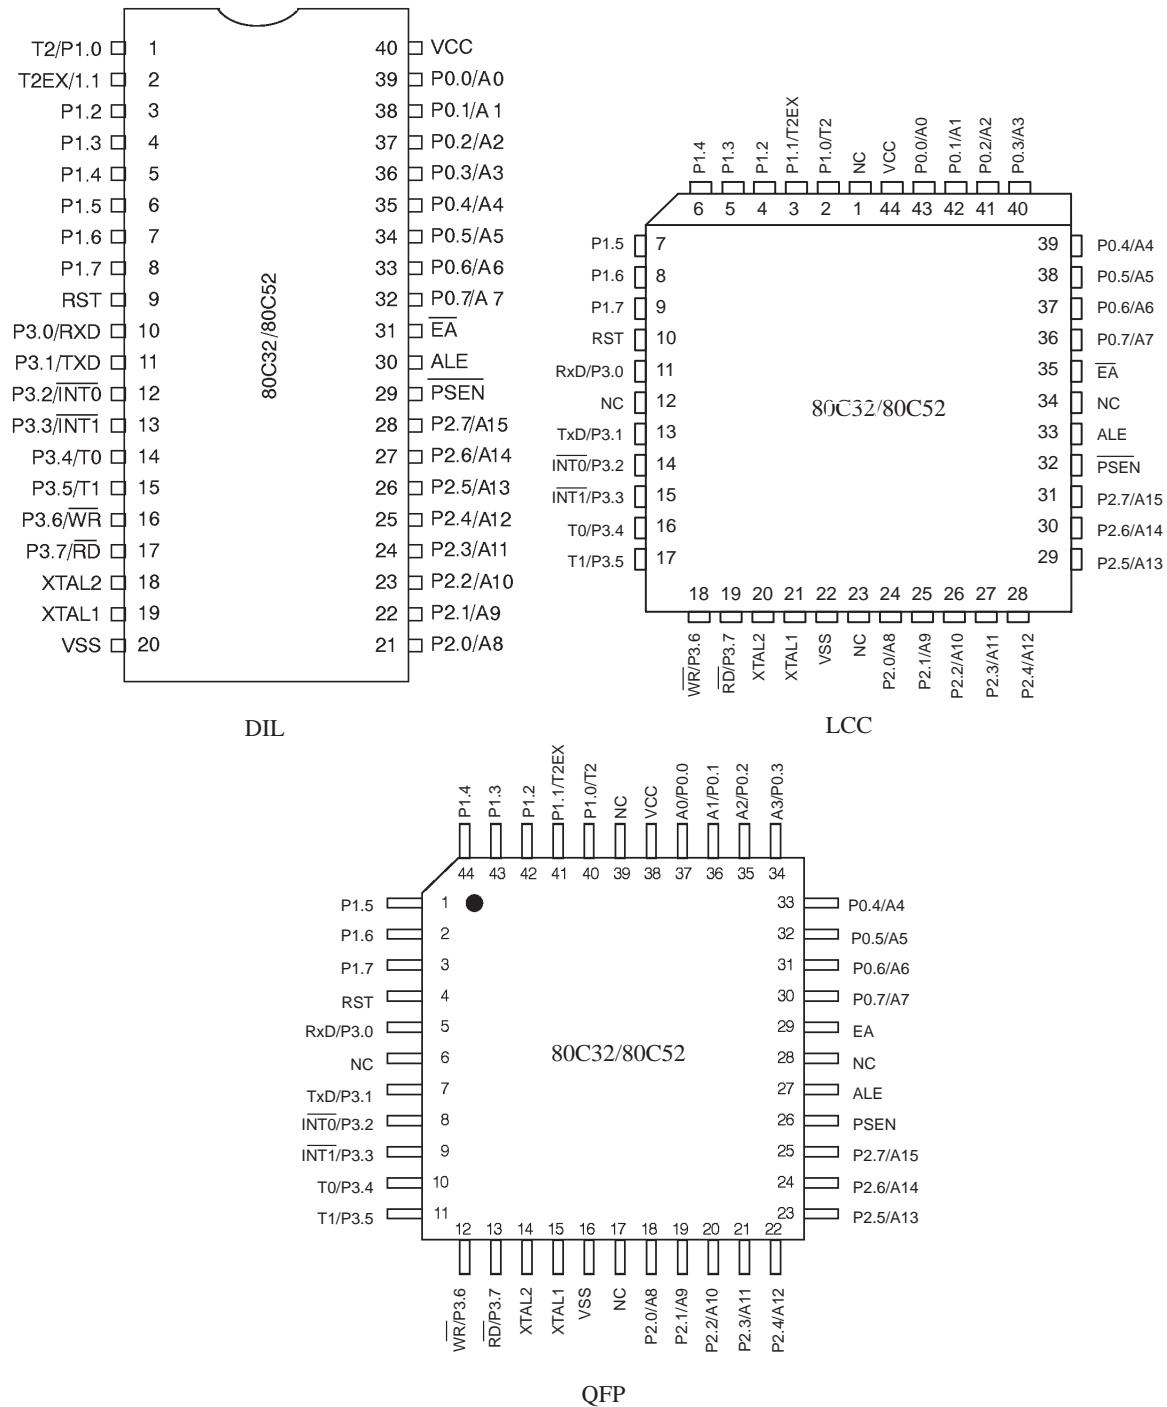 T2/P1.0 1 40 VCC
T2EX/1.1 2 39 P0.0/A0
P1.2 3 38 P0.1/A 1
P1.3 4 37 P0.2/A2
P1.4 5 36 P0.3/A3
P1.5 6 35 P0.4/A4
P1.6 7 34 P0.5/A5
P1.7 8 33 P0.6/A6
RST 9 32 P0.7/A 7
P3.0/RXD 10 31 EA
P3.1/TXD 11 30 ALE
P3.2/INT0 12 29 PSEN
P3.3/INT1 13 28 P2.7/A15
P3.4/T0 14 27 P2.6/A14
P3.5/T1 15 26 P2.5/A13
P3.6/WR 16 25 P2.4/A12
P3.7/RD 17 24 P2.3/A11
XTAL2 18 23 P2.2/A10
XTAL1 19 22 P2.1/A9
VSS 20 21 P2.0/A8
80C32/80C52
DIL
P1.4 P1.3 P1.2 P1.1/T2EX P1.0/T2 NC VCC P0.0/A0 P0.1/A1 P0.2/A2 P0.3/A3
6 5 4 3 2 1 44 43 42 41 40
P1.5 7 39 P0.4/A4
P1.6 8 38 P0.5/A5
P1.7 9 37 P0.6/A6
RST 10 36 P0.7/A7
RxD/P3.0 11 35 EA
NC 12 34 NC
80C32/80C52
TxD/P3.1 13 33 ALE
INT0/P3.2 14 32 PSEN
INT1/P3.3 15 31 P2.7/A15
T0/P3.4 16 30 P2.6/A14
T1/P3.5 17 29 P2.5/A13
18 19 20 21 22 23 24 25 26 27 28
WR/P3.6 RD/P3.7 XTAL2 XTAL1 VSS NC P2.0/A8 P2.1/A9 P2.2/A10 P2.3/A11 P2.4/A12
LCC
P1.4 P1.3 P1.2 P1.1/T2EX P1.0/T2 NC VCC A0/P0.0 A1/P0.1 A2/P0.2 A3/P0.3
44 43 42 41 40 39 38 37 36 35 34
P1.5 1 33 P0.4/A4
P1.6 2 32 P0.5/A5
P1.7 3 31 P0.6/A6
RST 4 30 P0.7/A7
RxD/P3.0 5 29 EA
80C32/80C52
NC 6 28 NC
TxD/P3.1 7 27 ALE
INT0/P3.2 8 26 PSEN
INT1/P3.3 9 25 P2.7/A15
T0/P3.4 10 24 P2.6/A14
T1/P3.5 11 23 P2.5/A13
12 13 14 15 16 17 18 19 20 21 22
WR/P3.6 RD/P3.7 XTAL2 XTAL1 VSS NC P2.0/A8 P2.1/A9 P2.2/A10 P2.3/A11 P2.4/A12
QFP